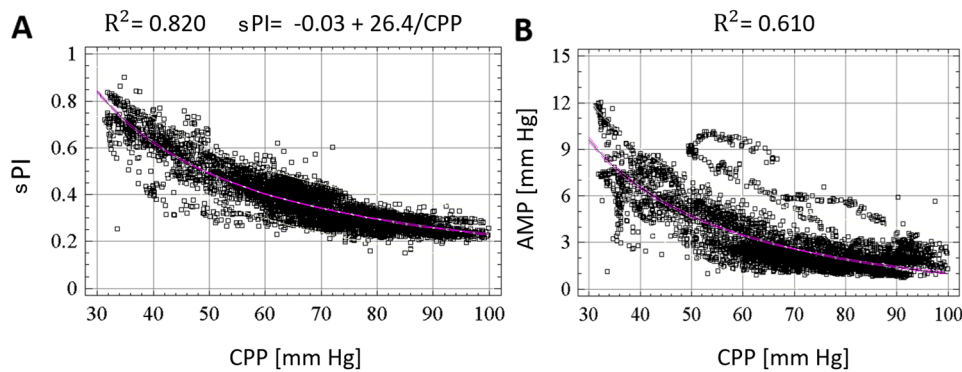 A R² = 0.820 sPI= -0.03 + 26.4/CPP
1
0.8
0.6
0.4
0.2
0
sPI
30 40 50 60 70 80 90 100
CPP [mm Hg]
B R² = 0.610
15
12
9
6
3
0
AMP [mm Hg]
30 40 50 60 70 80 90 100
CPP [mm Hg]